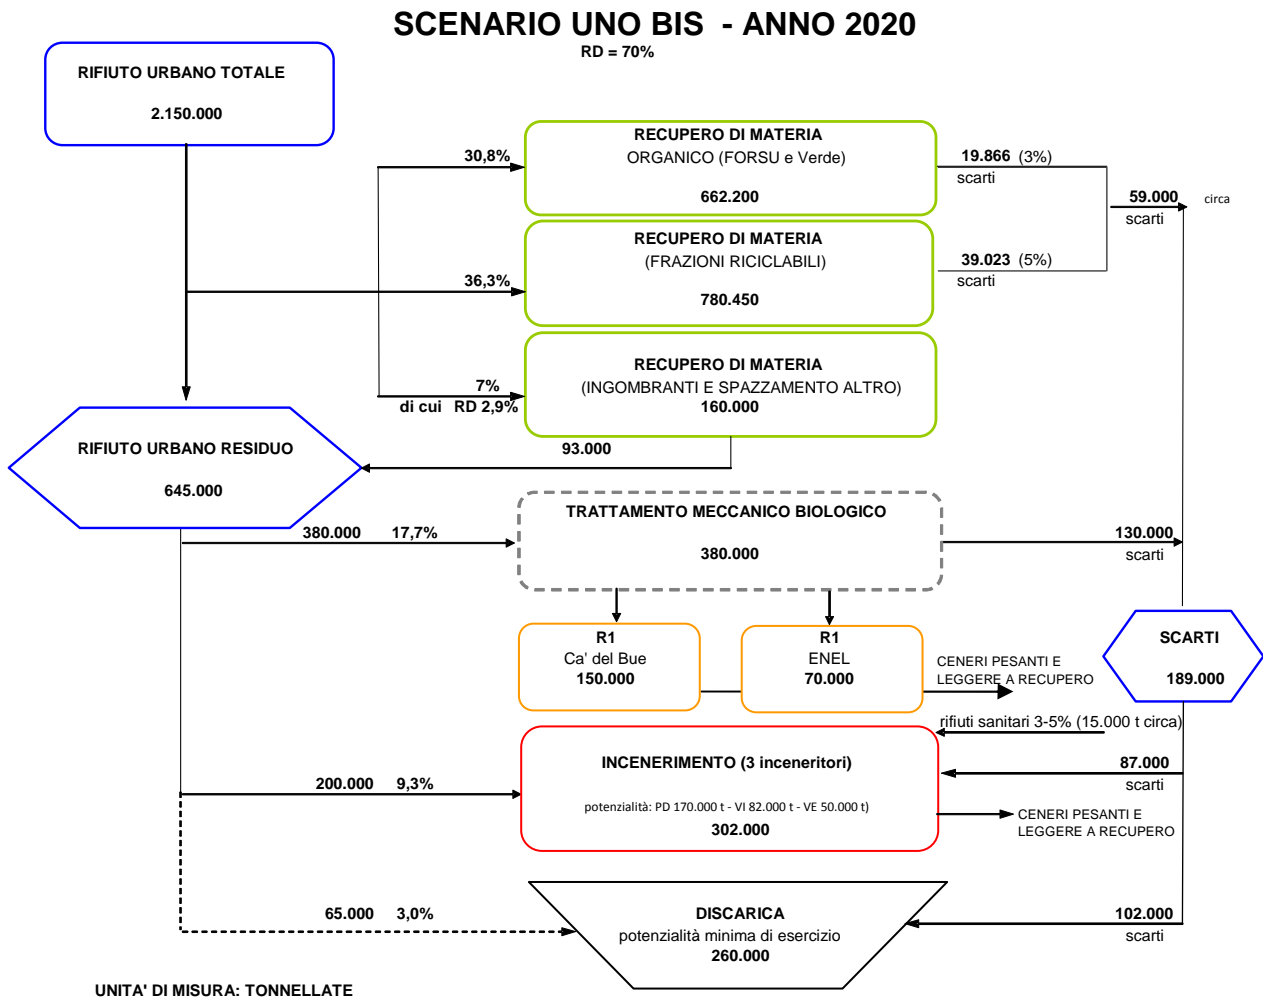 SCENARIO UNO BIS - ANNO 2020
RD = 70%
RIFIUTO URBANO TOTALE
2.150.000
RECUPERO DI MATERIA
ORGANICO (FORSU e Verde)
662.200
30,8%
19.866 (3%)
scarti
59.000 circa
scarti
RECUPERO DI MATERIA
(FRAZIONI RICICLABILI)
780.450
36,3%
39.023 (5%)
scarti
RECUPERO DI MATERIA
(INGOMBRANTI E SPAZZAMENTO ALTRO)
160.000
7%
di cui RD 2,9%
93.000
RIFIUTO URBANO RESIDUO
645.000
380.000 17,7%
TRATTAMENTO MECCANICO BIOLOGICO
380.000
130.000
scarti
R1
Ca' del Bue
150.000
R1
ENEL
70.000
CENERI PESANTI E
LEGGERE A RECUPERO
SCARTI
189.000
rifiuti sanitari 3-5% (15.000 t circa)
INCENERIMENTO (3 inceneritori)
potenzialità: PD 170.000 t - VI 82.000 t - VE 50.000 t)
302.000
200.000 9,3%
87.000
scarti
CENERI PESANTI E
LEGGERE A RECUPERO
65.000 3,0%
DISCARICA
potenzialità minima di esercizio
260.000
102.000
scarti
UNITA' DI MISURA: TONNELLATE